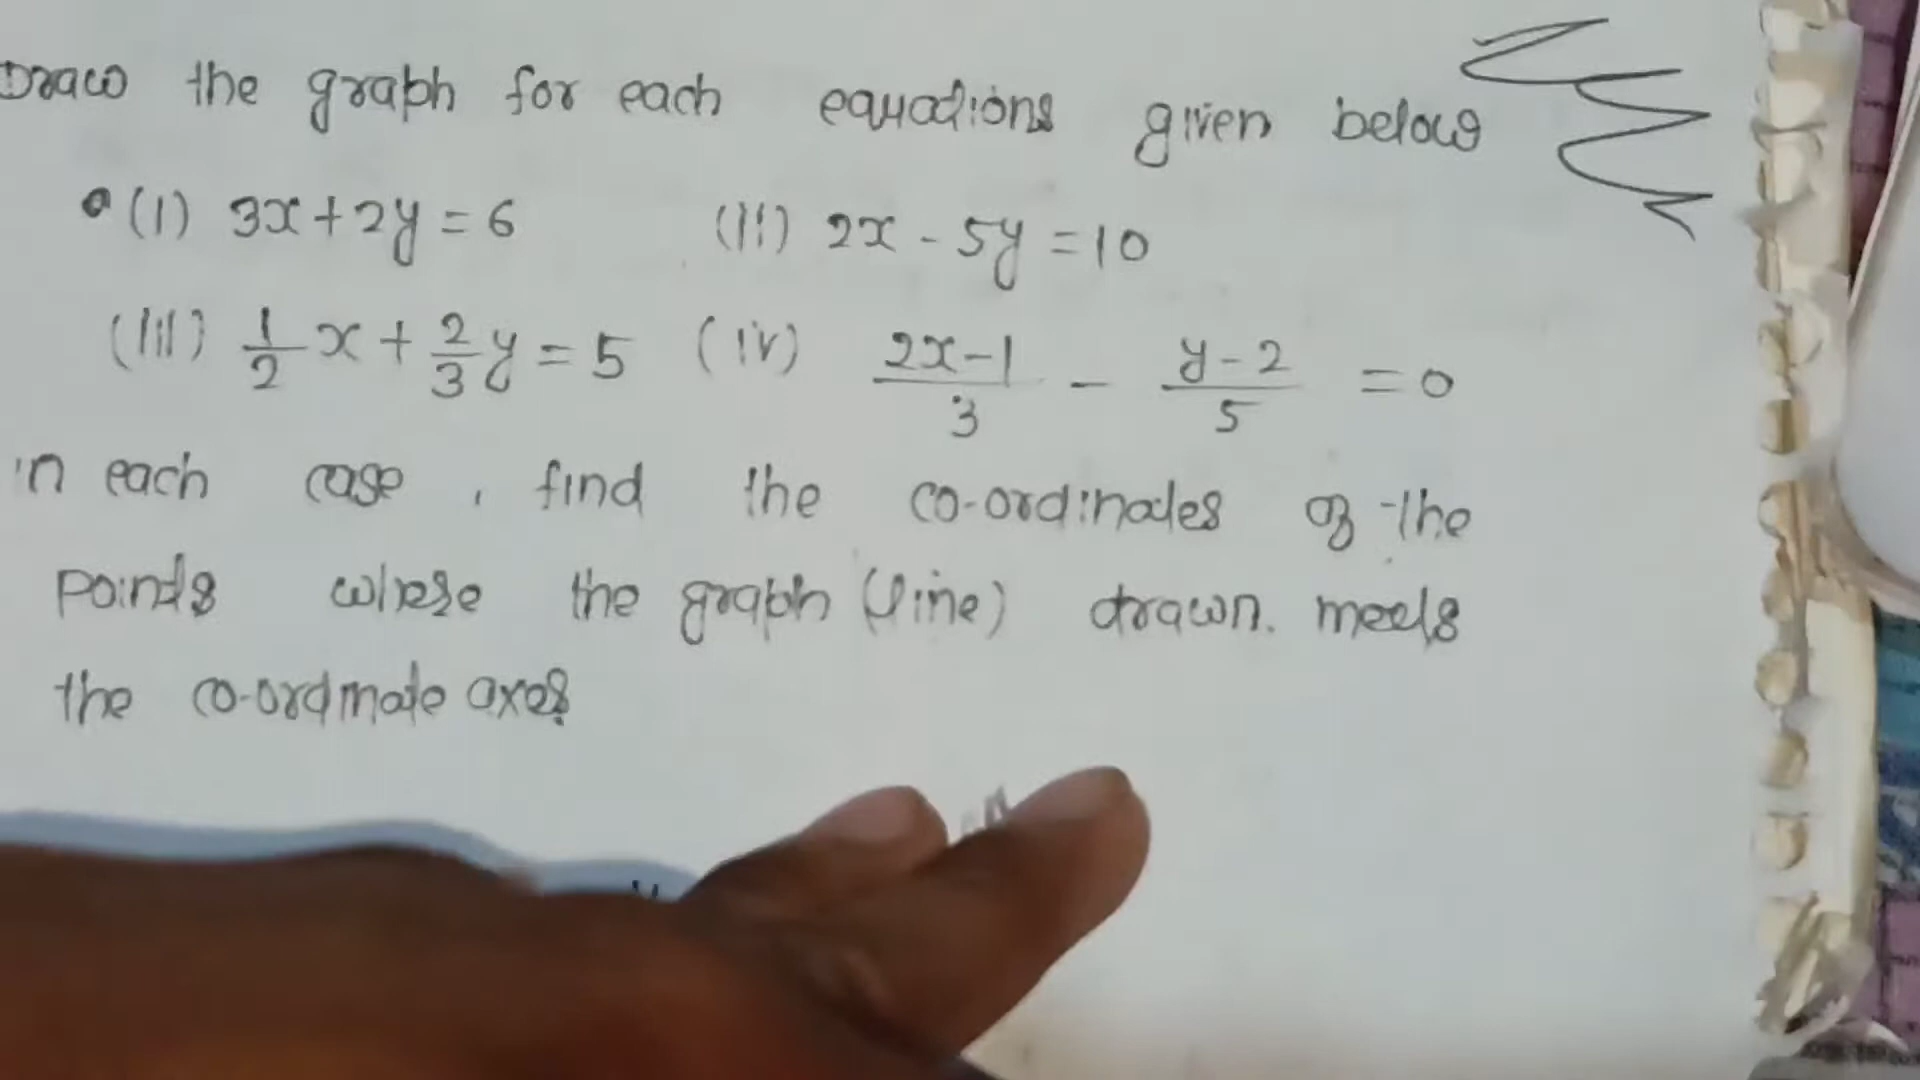 Draw the graph for each equations given below
(i) 3x+2y=6 (ii) 2x-5y=10
(iii) 1/2 x + 2/3 y = 5 (iv) 2x-1/3 - y-2/5 = 0
in each case, find the co-ordinates of the
points where the graph (line) drawn. meets
the co-ordinate axes